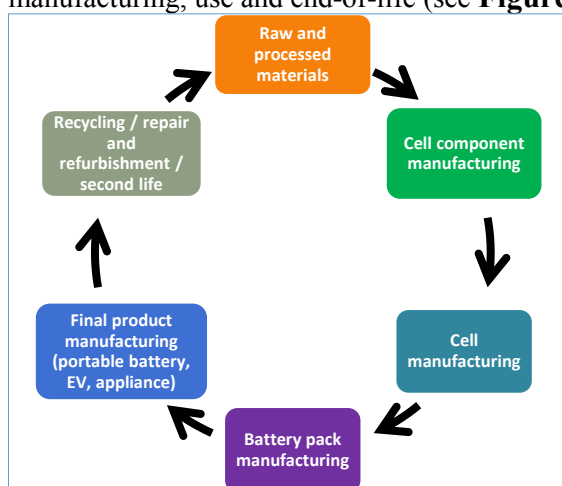 manufacturing, use and end-of-life (see Figure
Raw and
processed
materials
Cell component
manufacturing
Cell
manufacturing
Battery pack
manufacturing
Final product
manufacturing
(portable battery,
EV, appliance)
Recycling / repair
and
refurbishment /
second life